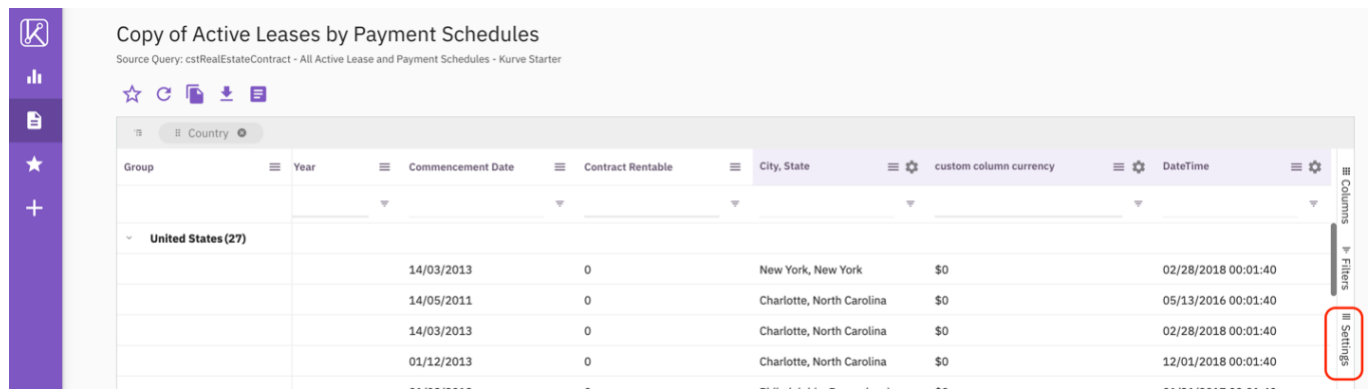 Copy of Active Leases by Payment Schedules
Source Query: cstRealEstateContract - All Active Lease and Payment Schedules - Kurve Starter
Country
Group Year Commencement Date Contract Rentable City, State custom column currency DateTime
Columns
Filters
Settings
United States (27)
14/03/2013 0 New York, New York $0 02/28/2018 00:01:40
14/05/2011 0 Charlotte, North Carolina $0 05/13/2016 00:01:40
14/03/2013 0 Charlotte, North Carolina $0 02/28/2018 00:01:40
01/12/2013 0 Charlotte, North Carolina $0 12/01/2018 00:01:40